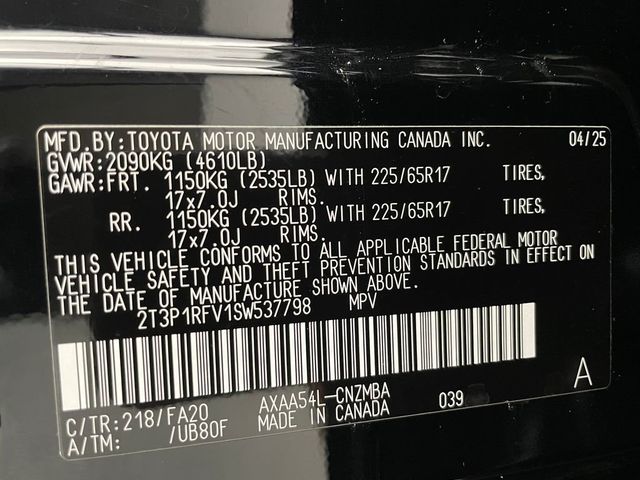 MFD.BY:TOYOTA MOTOR MANUFACTURING CANADA INC. 04/25
GVWR:2090KG (4610LB)
GAWR:FRT. 1150KG (2535LB) WITH 225/65R17 TIRES,
17x7.0J RIMS.
RR. 1150KG (2535LB) WITH 225/65R17 TIRES,
17x7.0J RIMS.
THIS VEHICLE CONFORMS TO ALL APPLICABLE FEDERAL MOTOR
VEHICLE SAFETY AND THEFT PREVENTION STANDARDS IN EFFECT ON
THE DATE OF MANUFACTURE SHOWN ABOVE.
2T3P1RFV1SW537798 MPV
C/TR:218/FA20 AXAA54L-CNZMBA 039 A
A/TM: /UB80F MADE IN CANADA